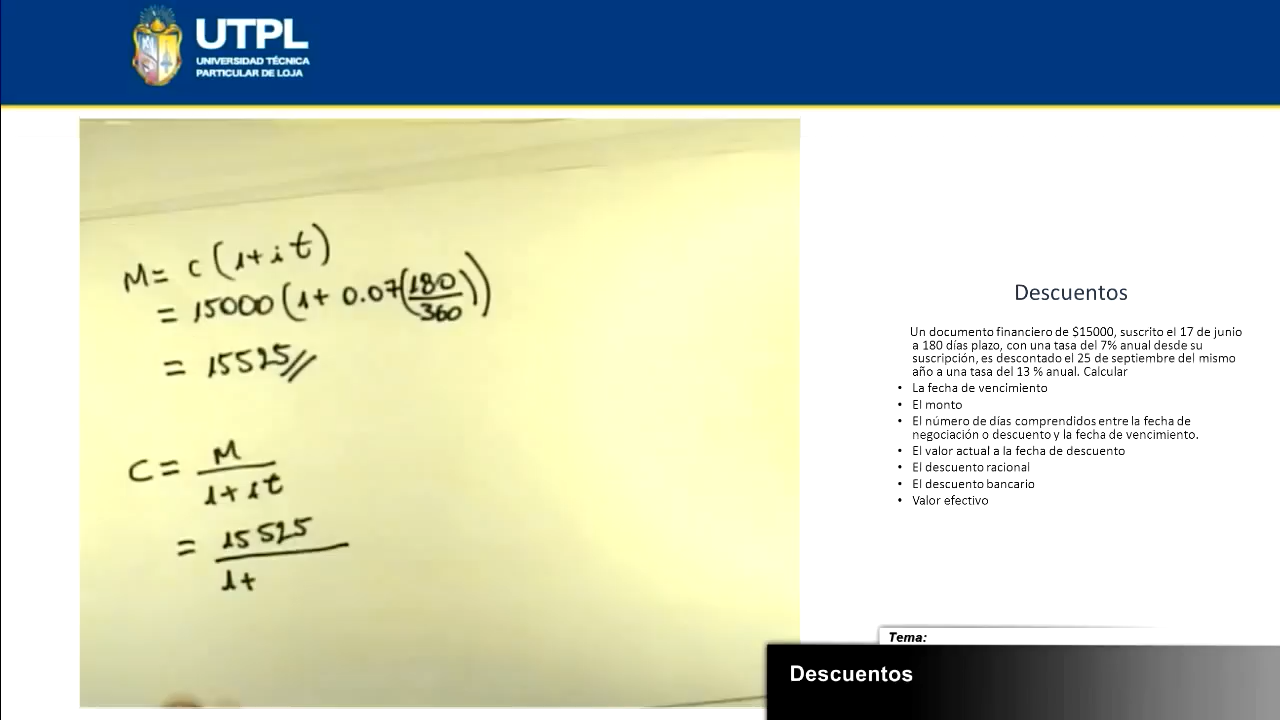 UTPL
UNIVERSIDAD TÉCNICA
PARTICULAR DE LOJA
M= C (1+ i t)
= 15000 (1+ 0.07(180/360))
= 15525//
C = M/1+ it
= 15525/1+
Descuentos
Un documento financiero de $15000, suscrito el 17 de junio
a 180 días plazo, con una tasa del 7% anual desde su
suscripción, es descontado el 25 de septiembre del mismo
año a una tasa del 13 % anual. Calcular
• La fecha de vencimiento
• El monto
• El número de días comprendidos entre la fecha de
negociación o descuento y la fecha de vencimiento.
• El valor actual a la fecha de descuento
• El descuento racional
• El descuento bancario
• Valor efectivo
Tema:
Descuentos